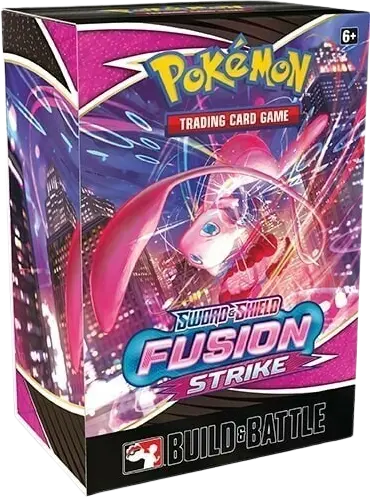 POKéMON
6+
TRADING CARD GAME
SWORD & SHIELD
FUSION
STRIKE
BUILD & BATTLE